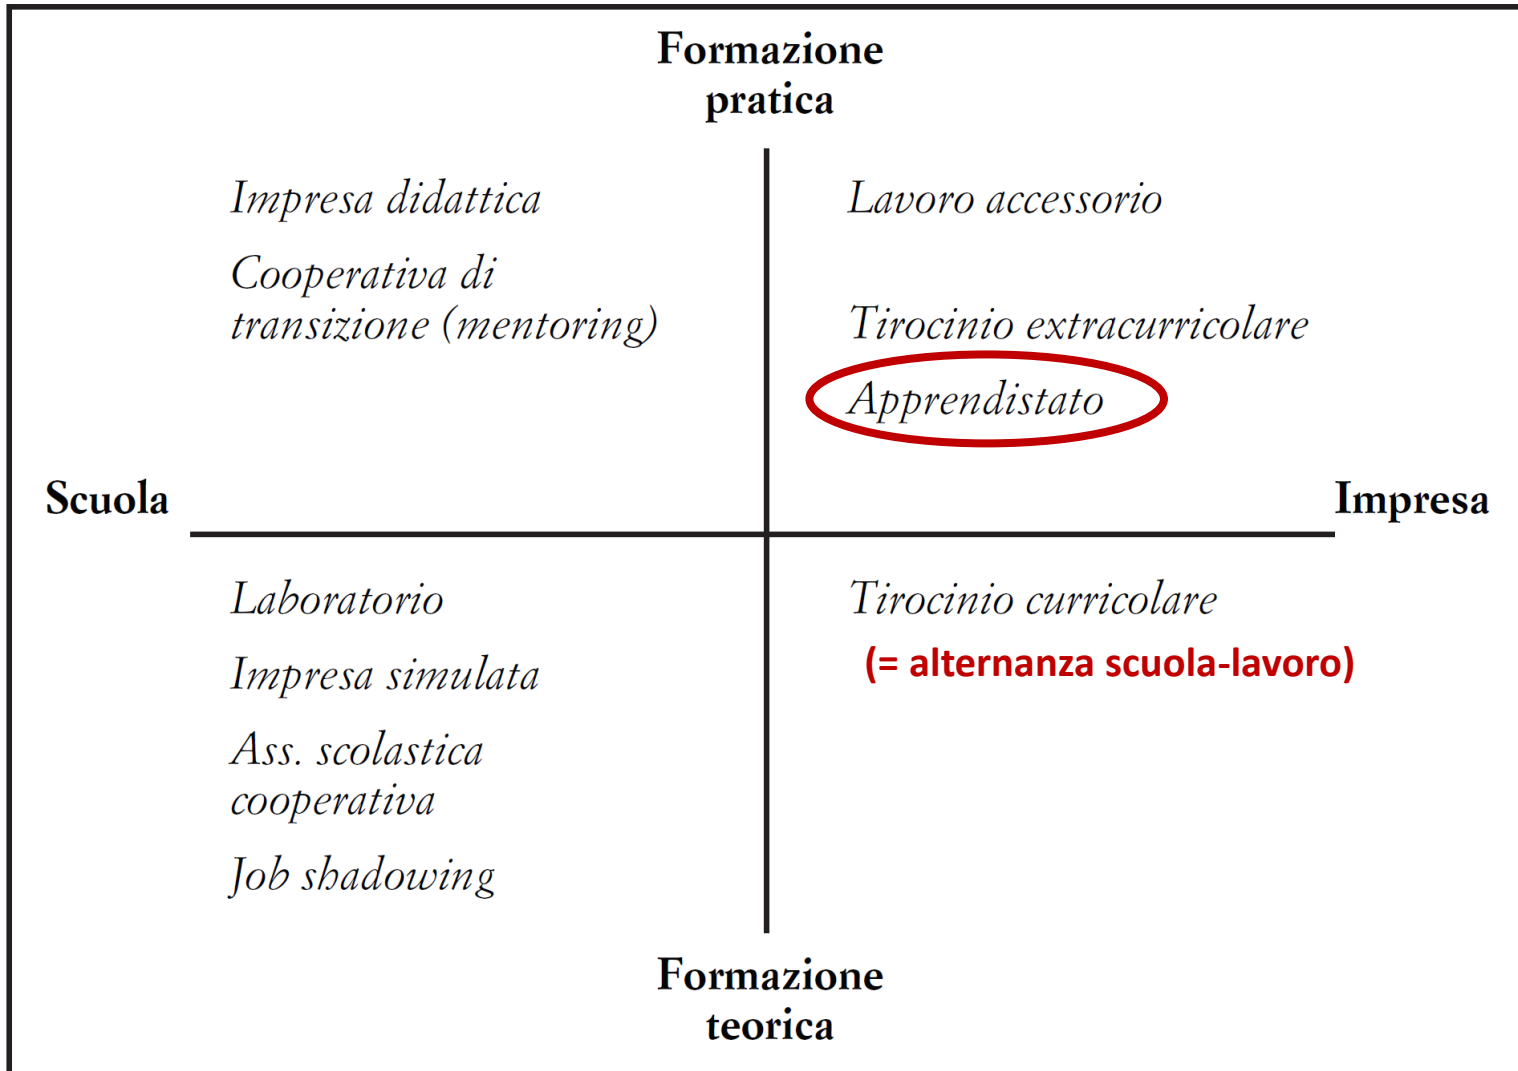 Formazione
pratica
Impresa didattica
Cooperativa di
transizione (mentoring)
Lavoro accessorio
Tirocinio extracurricolare
Apprendistato
Scuola
Impresa
Laboratorio
Impresa simulata
Ass. scolastica
cooperativa
Job shadowing
Tirocinio curricolare
(= alternanza scuola-lavoro)
Formazione
teorica